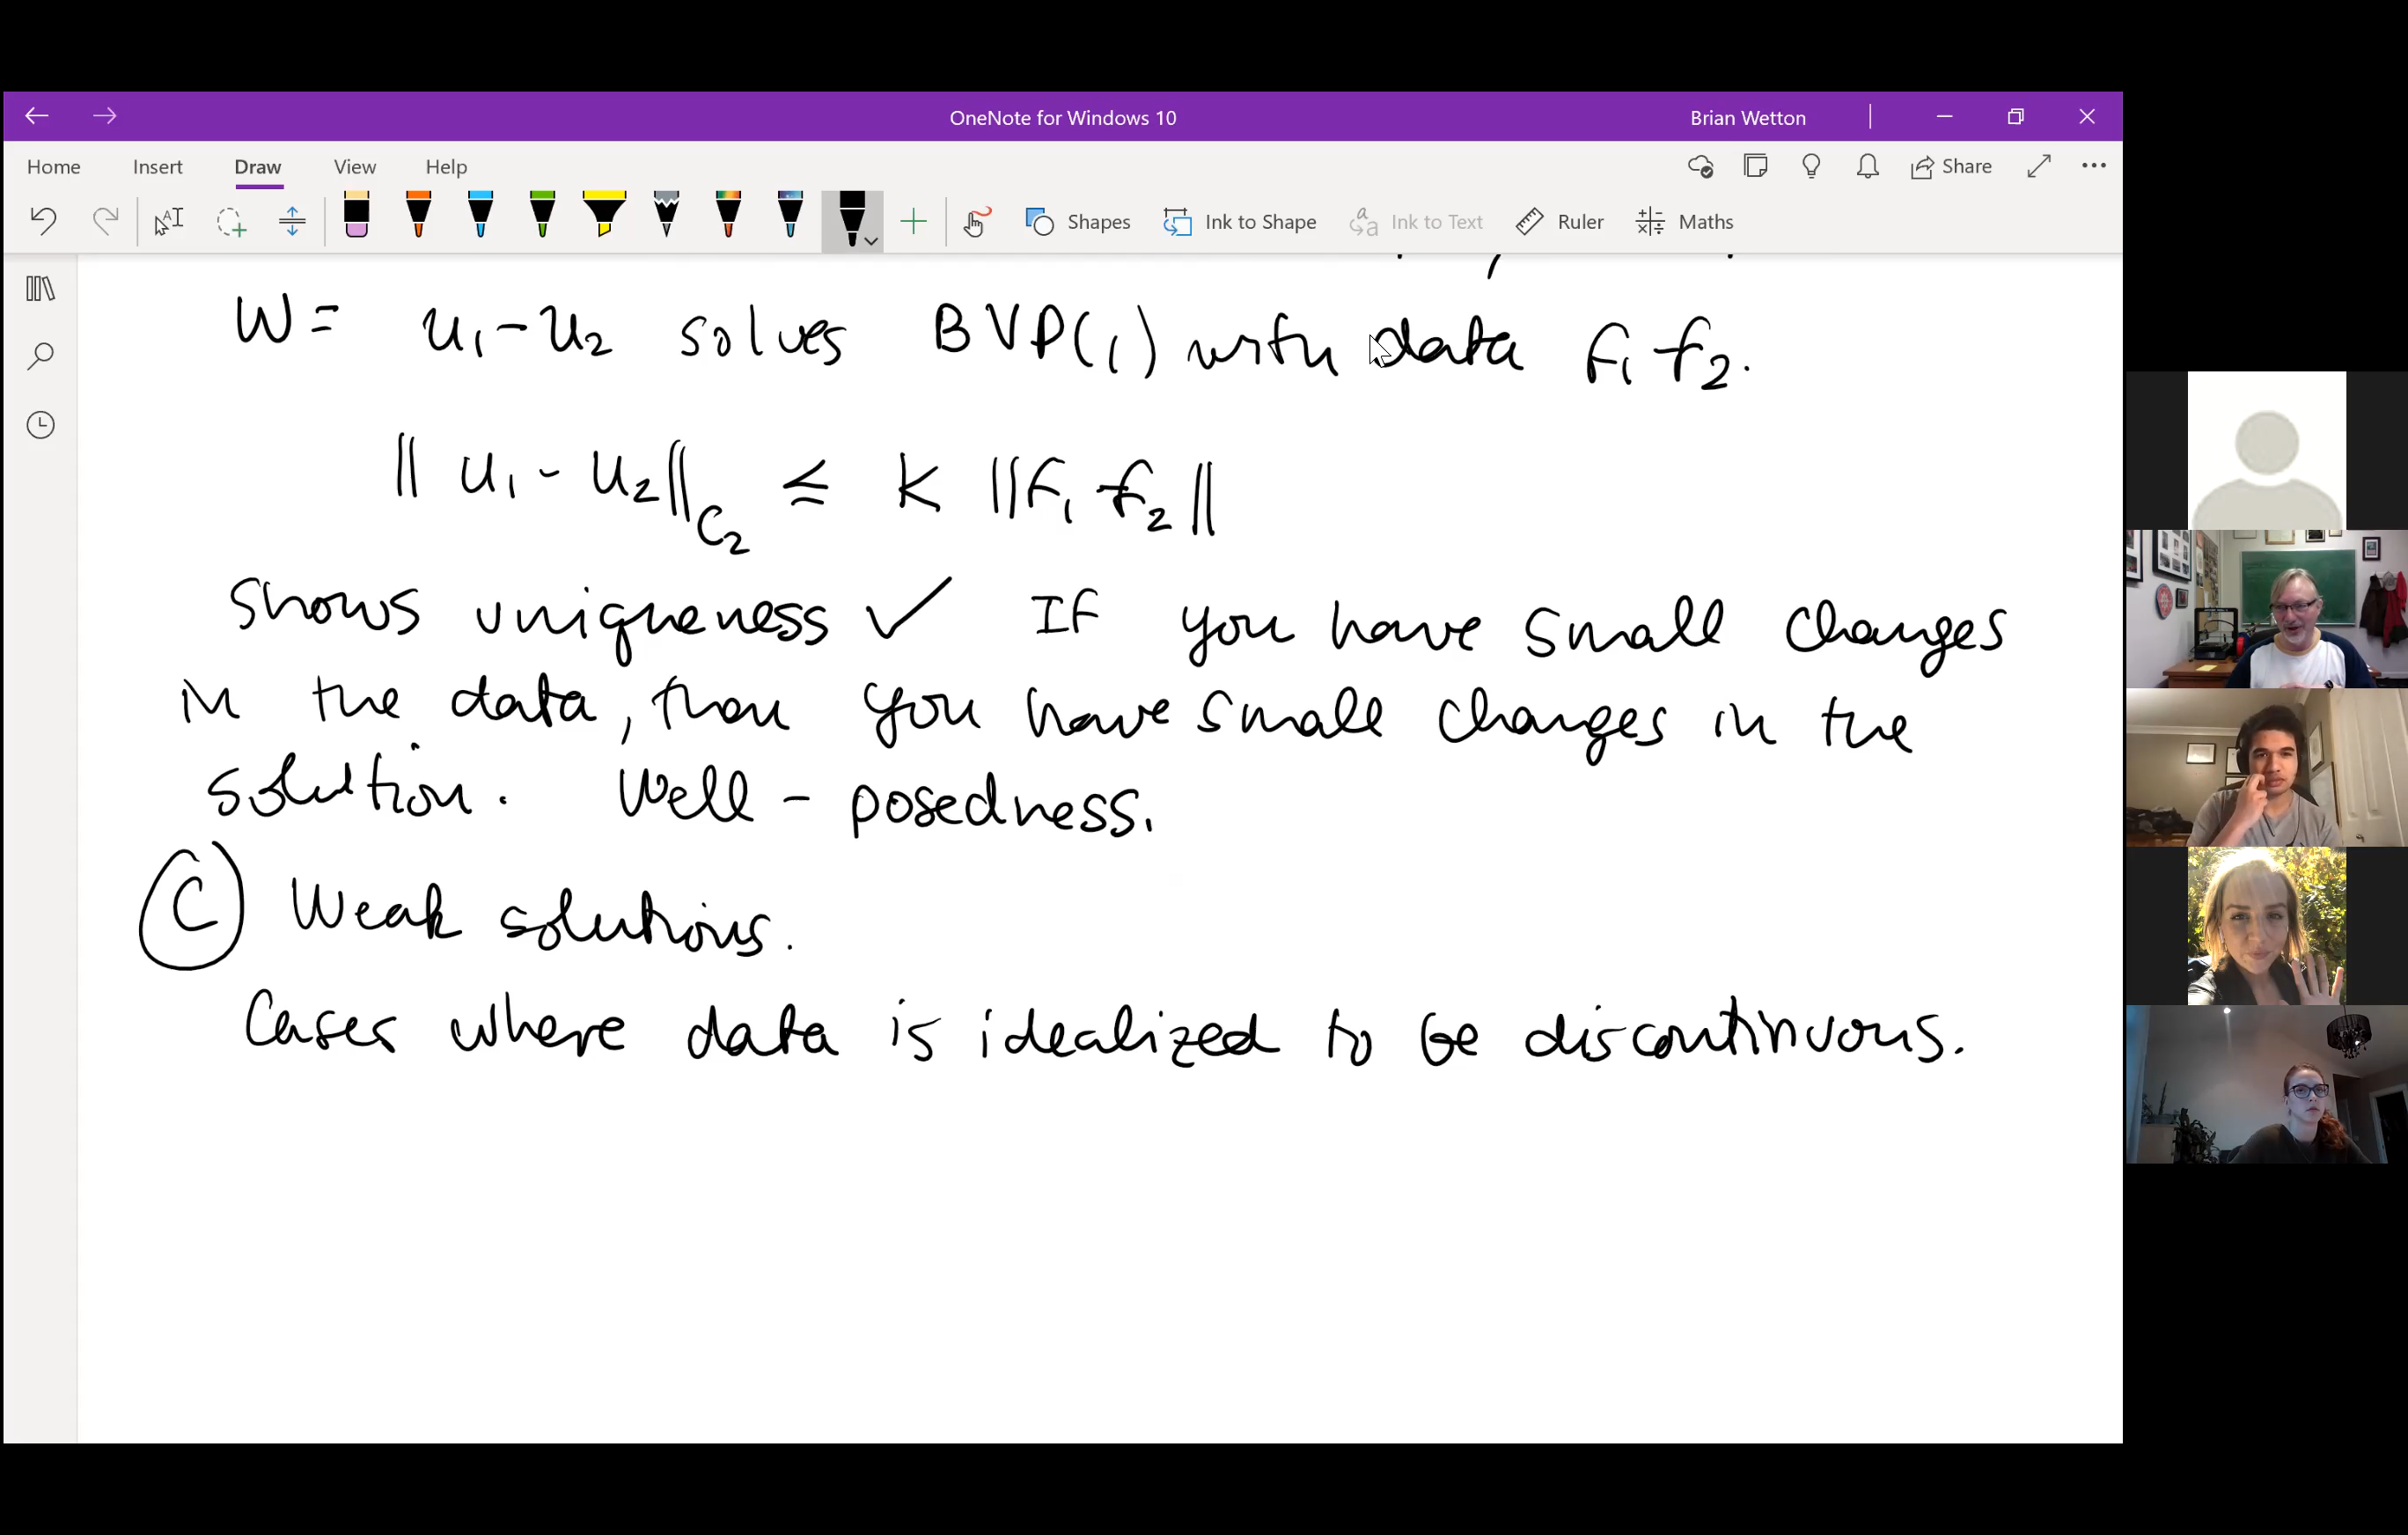 OneNote for Windows 10 Brian Wetton
Home Insert Draw View Help Share
Shapes Ink to Shape Ink to Text Ruler Maths
W = u₁-u₂ solves BVP(1) with data f₁-f₂.
‖ u₁ - u₂‖_C₂ ≤ K ‖f₁-f₂‖
Shows uniqueness ✓ If you have small changes
in the data, then you have small changes in the
solution. Well - posedness.
(C) Weak solutions.
Cases where data is idealized to be discontinuous.